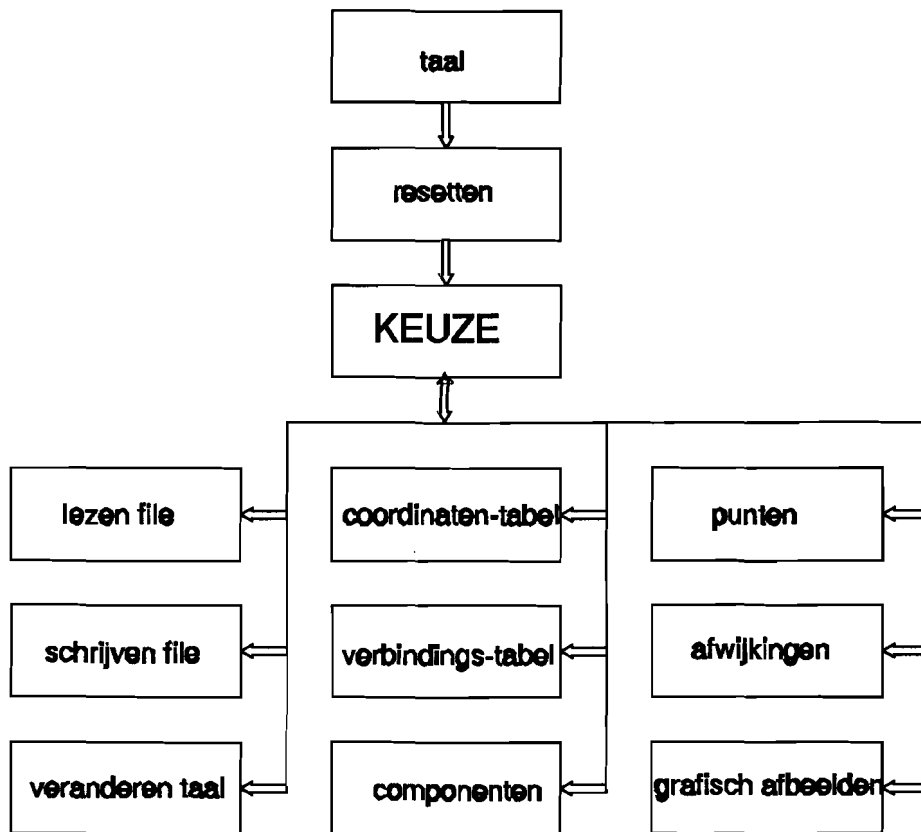 taal
resetten
KEUZE
lezen file
coordinaten-tabel
punten
schrijven file
verbindings-tabel
afwijkingen
veranderen taal
componenten
grafisch afbeelden